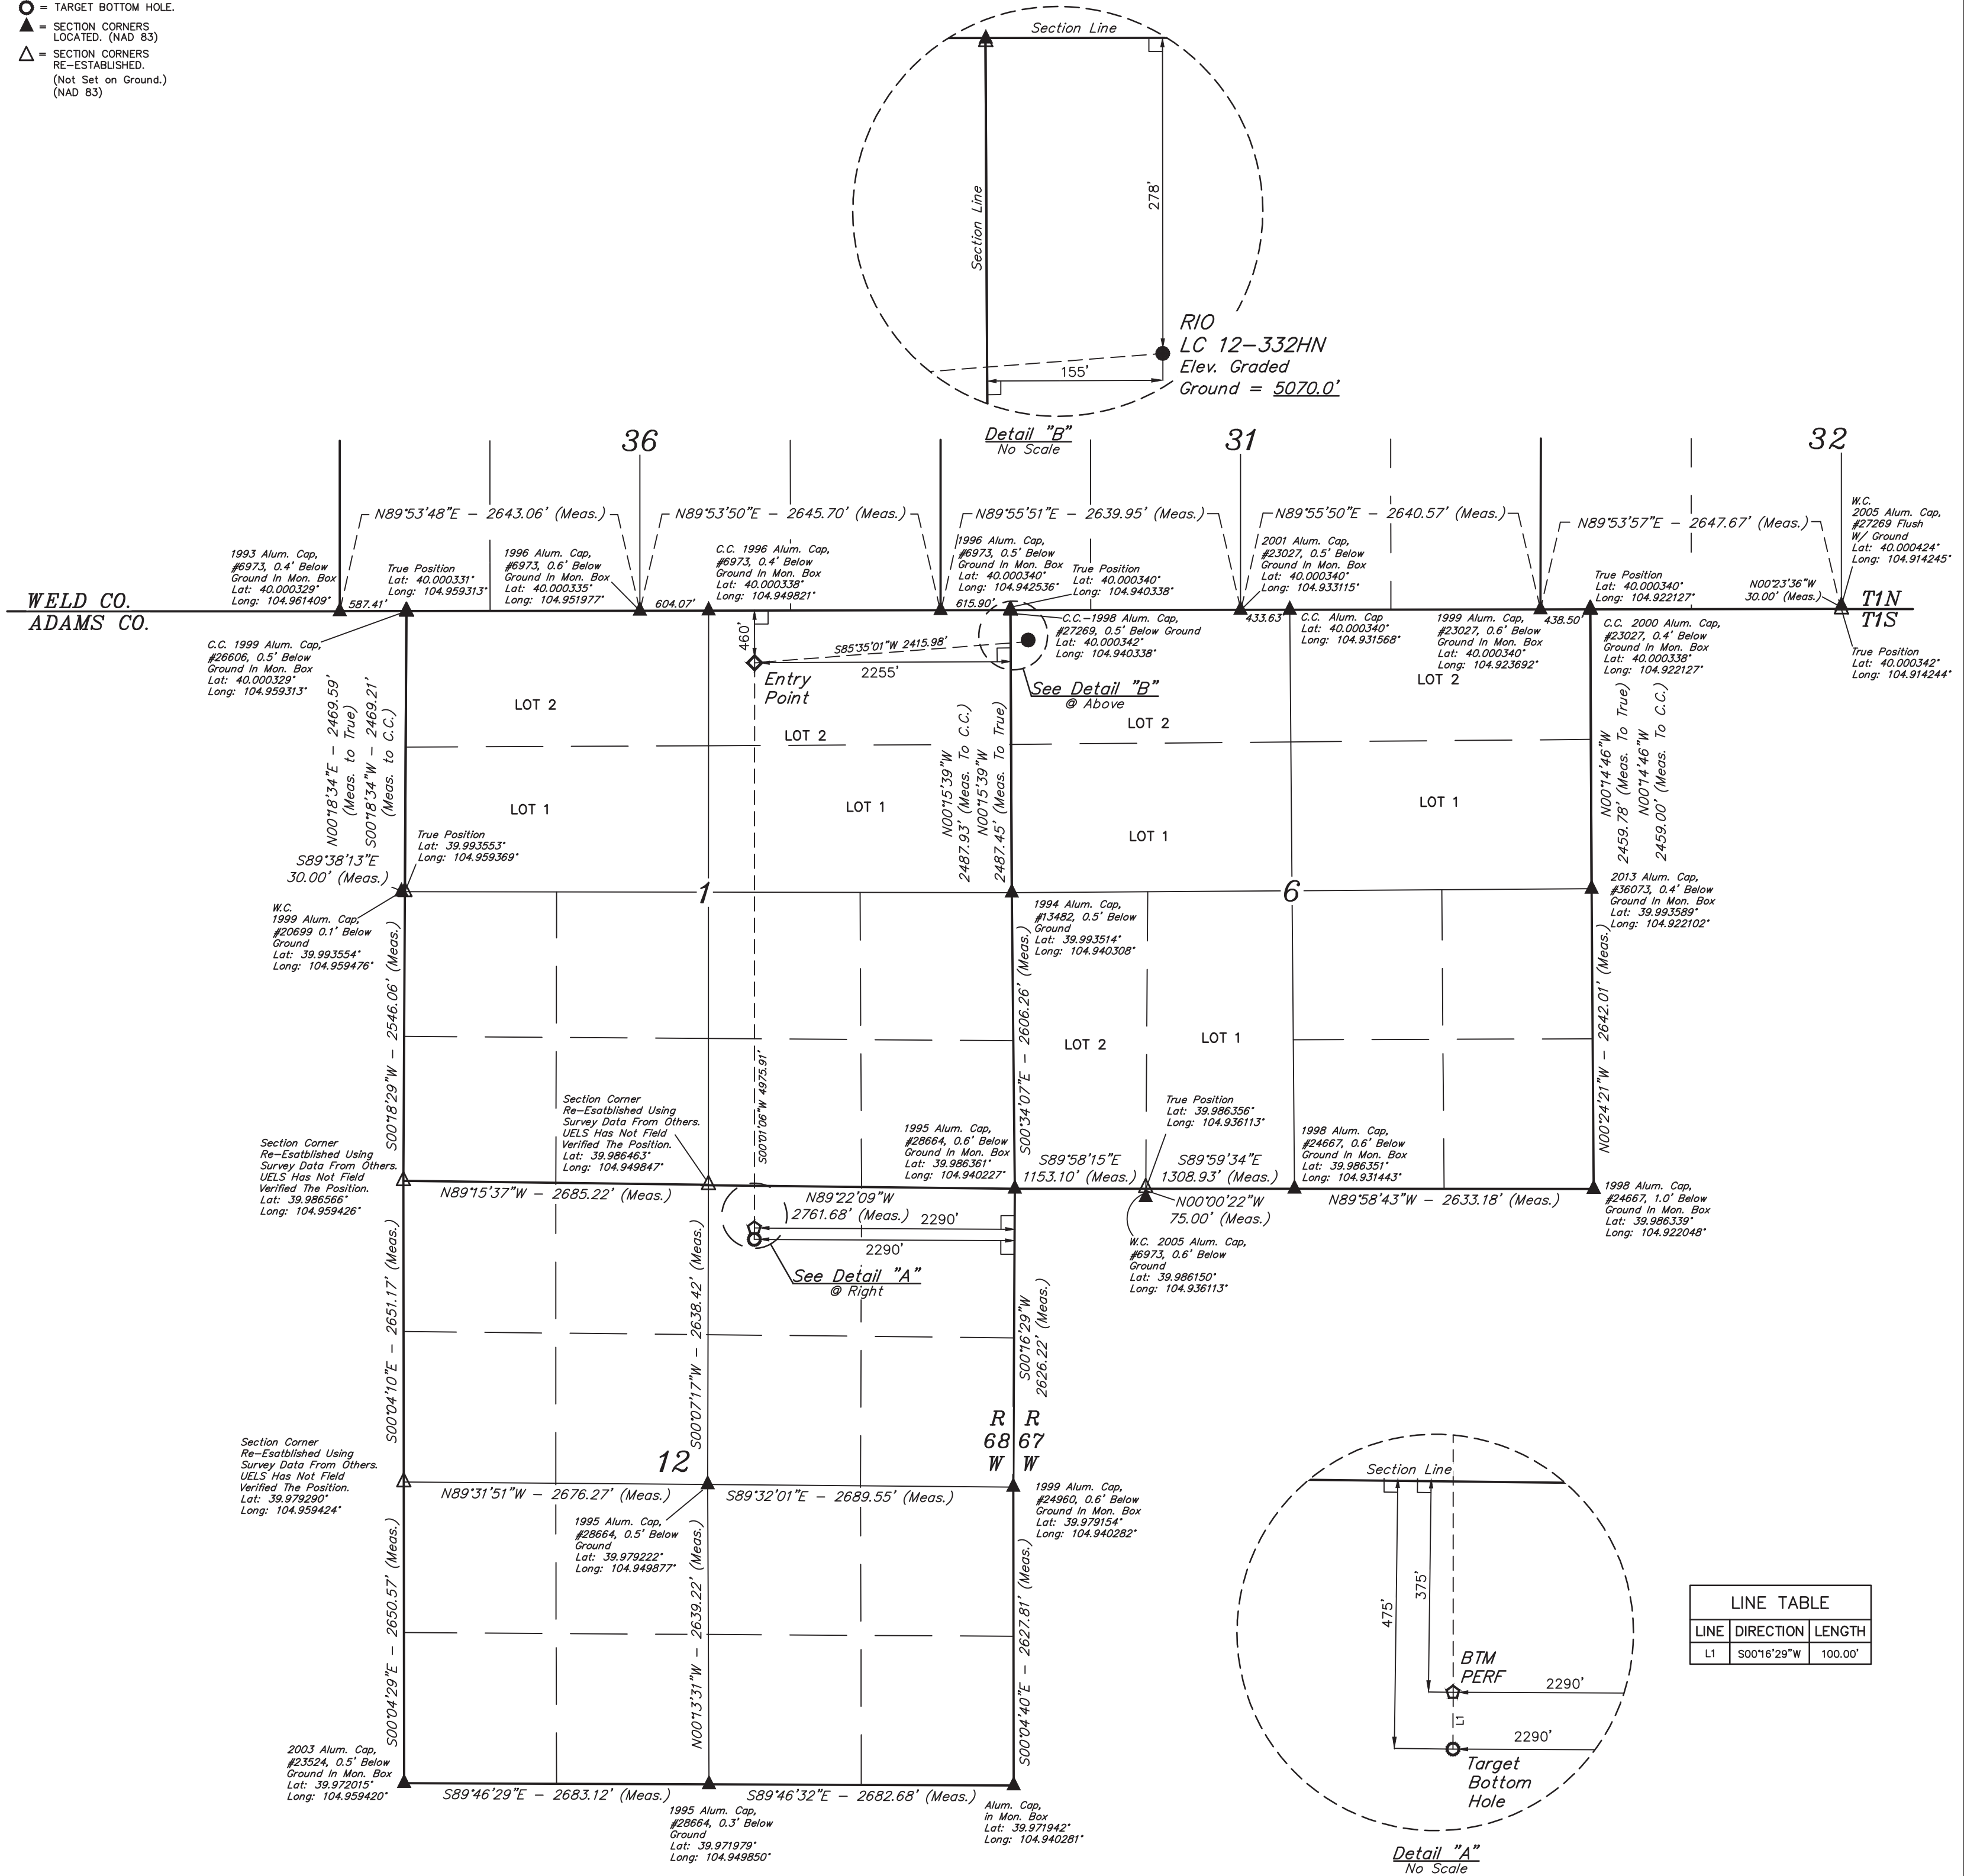 = TARGET BOTTOM HOLE.
= SECTION CORNERS
LOCATED. (NAD 83)
= SECTION CORNERS
RE-ESTABLISHED.
(Not Set on Ground.)
(NAD 83)
Section Line
Section Line
278'
155'
RIO
LC 12-332HN
Elev. Graded
Ground = 5070.0'
Detail "B"
No Scale
36
31
32
N89°53'48"E - 2643.06' (Meas.)
N89°53'50"E - 2645.70' (Meas.)
N89°55'51"E - 2639.95' (Meas.)
N89°55'50"E - 2640.57' (Meas.)
N89°53'57"E - 2647.67' (Meas.)
W.C.
2005 Alum. Cap,
#27269 Flush
W/ Ground
Lat: 40.000424°
Long: 104.914245°
1993 Alum. Cap,
#6973, 0.4' Below
Ground In Mon. Box
Lat: 40.000329°
Long: 104.961409°
True Position
Lat: 40.000331°
Long: 104.959313°
1996 Alum. Cap,
#6973, 0.6' Below
Ground In Mon. Box
Lat: 40.000335
Long: 104.951977°
C.C. 1996 Alum. Cap,
#6973, 0.4' Below
Ground In Mon. Box
Lat: 40.000338°
Long: 104.949821°
1996 Alum. Cap,
#6973, 0.5' Below
Ground In Mon. Box
Lat: 40.000340°
Long: 104.942536°
True Position
Lat: 40.000340°
Long: 104.940338°
2001 Alum. Cap,
#23027, 0.5' Below
Ground In Mon. Box
Lat: 40.000340°
Long: 104.933115°
True Position
Lat: 40.000340°
Long: 104.922127°
N00°23'36"W
30.00' (Meas.)
WELD CO.
ADAMS CO.
587.41'
604.07'
615.90'
433.63'
438.50'
T1N
T1S
C.C. 1999 Alum. Cap,
#26606, 0.5' Below
Ground In Mon. Box
Lat: 40.000329°
Long: 104.959313°
C.C.-1998 Alum. Cap,
#27269, 0.5' Below Ground
Lat: 40.000342°
Long: 104.940338°
C.C. Alum Cap
Lat: 40.000340°
Long: 104.931568°
1999 Alum. Cap,
#23027, 0.6' Below
Ground In Mon. Box
Lat: 40.000340°
Long: 104.923692°
C.C. 2000 Alum. Cap,
#23027, 0.4' Below
Ground In Mon. Box
Lat: 40.000338°
Long: 104.922127°
True Position
Lat: 40.000342°
Long: 104.914244°
460'
S85°35'01"W 2415.98'
2255'
Entry
Point
See Detail "B"
@ Above
LOT 2
LOT 2
LOT 2
LOT 2
N00°18'34"E - 2469.59'
(Meas. to True)
S00°18'34"W - 2469.21'
(Meas. to C.C.)
N00°15'39"W
2487.93' (Meas. To C.C.)
N00°15'39"W
2487.45' (Meas. To True)
N00°14'46"W
2459.78' (Meas. To True)
N00°14'46"W
2459.00' (Meas. To C.C.)
LOT 1
LOT 1
LOT 1
LOT 1
True Position
Lat: 39.993553°
Long: 104.959369°
S89°38'13"E
30.00' (Meas.)
1
6
W.C.
1999 Alum. Cap,
#20699 0.1' Below
Ground
Lat: 39.993554°
Long: 104.959476°
1994 Alum. Cap,
#13482, 0.5' Below
Ground
Lat: 39.993514°
Long: 104.940308°
2013 Alum. Cap,
#36073, 0.4' Below
Ground In Mon. Box
Lat: 39.993589°
Long: 104.922102°
S00°18'29"W - 2546.06' (Meas.)
S00°34'07"E - 2606.26' (Meas.)
N00°24'21"W - 2642.01' (Meas.)
LOT 2
LOT 1
S00°01'06"W 4975.91'
Section Corner
Re-Esatblished Using
Survey Data From Others.
UELS Has Not Field
Verified The Position.
Lat: 39.986463°
Long: 104.949847°
Section Corner
Re-Esatblished Using
Survey Data From Others.
UELS Has Not Field
Verified The Position.
Lat: 39.986566°
Long: 104.959426°
1995 Alum. Cap,
#28664, 0.6' Below
Ground In Mon. Box
Lat: 39.986361°
Long: 104.940227°
True Position
Lat: 39.986356°
Long: 104.936113°
S89°58'15"E
1153.10' (Meas.)
S89°59'34"E
1308.93' (Meas.)
1998 Alum. Cap,
#24667, 0.6' Below
Ground In Mon. Box
Lat: 39.986351°
Long: 104.931443°
N89°15'37"W - 2685.22' (Meas.)
N89°22'09"W
2761.68' (Meas.)
N00°00'22"W
75.00' (Meas.)
N89°58'43"W - 2633.18' (Meas.)
1998 Alum. Cap,
#24667, 1.0' Below
Ground In Mon. Box
Lat: 39.986339°
Long: 104.922048°
2290'
2290'
See Detail "A"
@ Right
W.C. 2005 Alum. Cap,
#6973, 0.6' Below
Ground
Lat: 39.986150°
Long: 104.936113°
S00°04'10"E - 2651.17' (Meas.)
S00°07'17"W - 2638.42' (Meas.)
S00°16'29"W
2626.22' (Meas.)
R R
68 67
W W
12
Section Corner
Re-Esatblished Using
Survey Data From Others.
UELS Has Not Field
Verified The Position.
Lat: 39.979290°
Long: 104.959424°
N89°31'51"W - 2676.27' (Meas.)
S89°32'01"E - 2689.55' (Meas.)
1999 Alum. Cap,
#24960, 0.6' Below
Ground In Mon. Box
Lat: 39.979154°
Long: 104.940282°
1995 Alum. Cap,
#28664, 0.5' Below
Ground
Lat: 39.979222°
Long: 104.949877°
S00°04'29"E - 2650.57' (Meas.)
N00°13'31"W - 2639.22' (Meas.)
S00°04'40"E - 2627.81' (Meas.)
2003 Alum. Cap,
#23524, 0.5' Below
Ground In Mon. Box
Lat: 39.972015°
Long: 104.959420°
S89°46'29"E - 2683.12' (Meas.)
S89°46'32"E - 2682.68' (Meas.)
1995 Alum. Cap,
#28664, 0.3' Below
Ground
Lat: 39.971979°
Long: 104.949850°
Alum. Cap,
in Mon. Box
Lat: 39.971942°
Long: 104.940281°
Section Line
475'
375'
BTM
PERF
2290'
L1
2290'
Target
Bottom
Hole
Detail "A"
No Scale
LINE TABLE
LINE DIRECTION LENGTH
L1 S00°16'29"W 100.00'